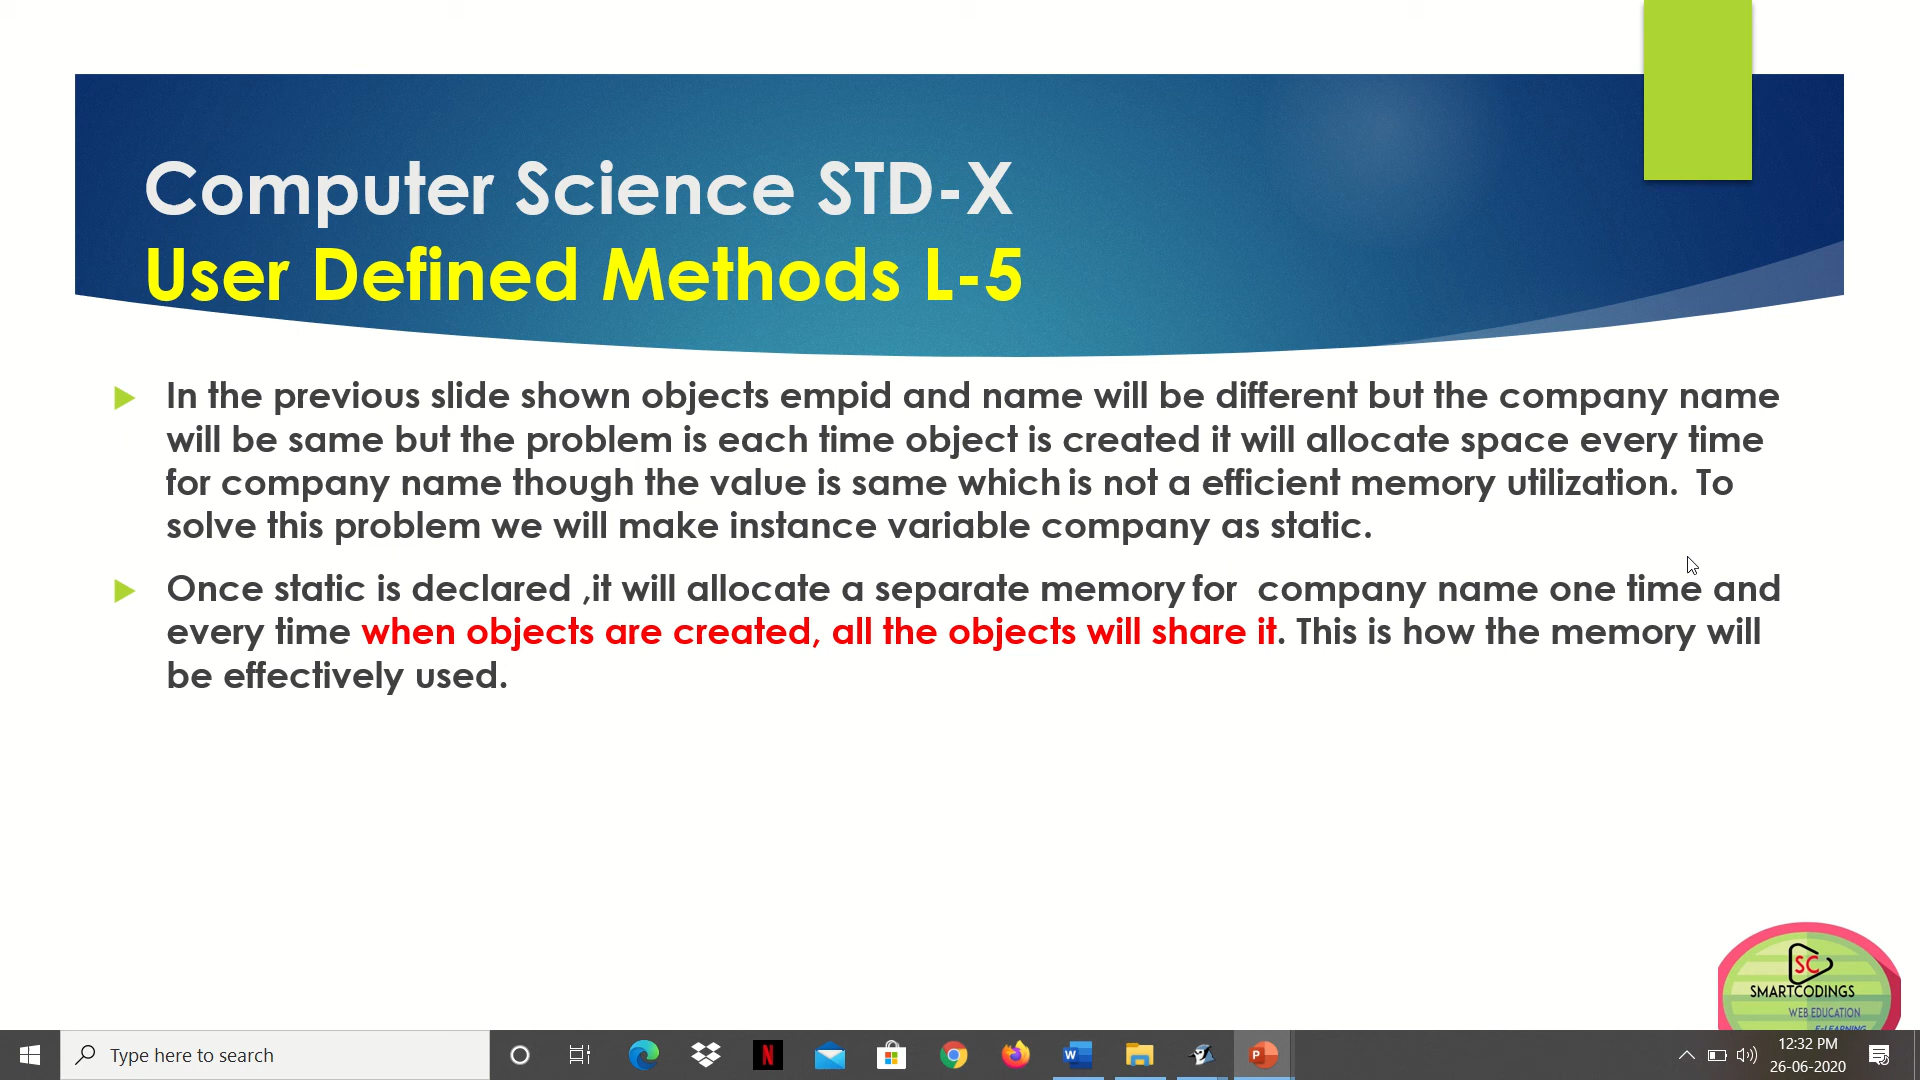 Computer Science STD-X
User Defined Methods L-5
In the previous slide shown objects empid and name will be different but the company name
will be same but the problem is each time object is created it will allocate space every time
for company name though the value is same which is not a efficient memory utilization. To
solve this problem we will make instance variable company as static.
Once static is declared ,it will allocate a separate memory for company name one time and
every time when objects are created, all the objects will share it. This is how the memory will
be effectively used.
SC
SMARTCODINGS
WEB EDUCATION
E-LEARNING
Type here to search
12:32 PM
26-06-2020